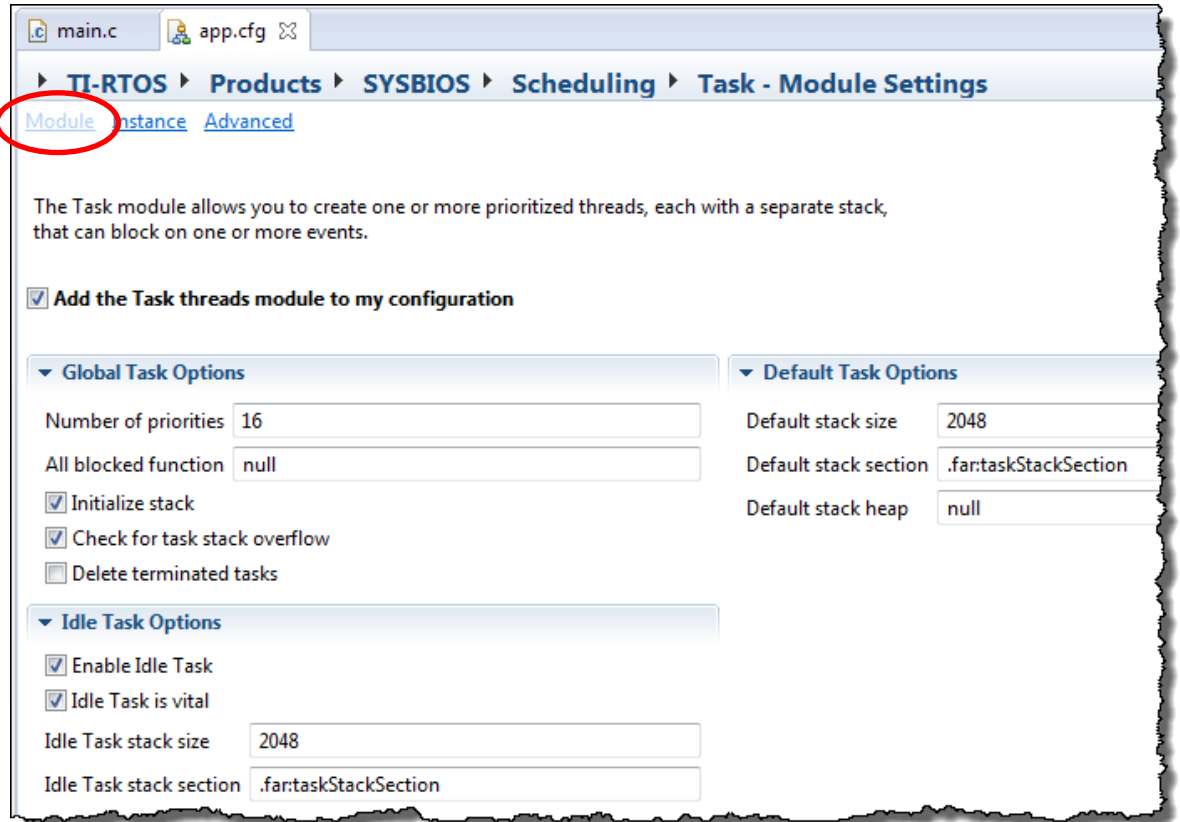 main.c
app.cfg
TI-RTOS Products SYSBIOS Scheduling Task - Module Settings
Module Instance Advanced
The Task module allows you to create one or more prioritized threads, each with a separate stack,
that can block on one or more events.
Add the Task threads module to my configuration
Global Task Options
Number of priorities 16
All blocked function null
Initialize stack
Check for task stack overflow
Delete terminated tasks
Default Task Options
Default stack size 2048
Default stack section .far:taskStackSection
Default stack heap null
Idle Task Options
Enable Idle Task
Idle Task is vital
Idle Task stack size 2048
Idle Task stack section .far:taskStackSection